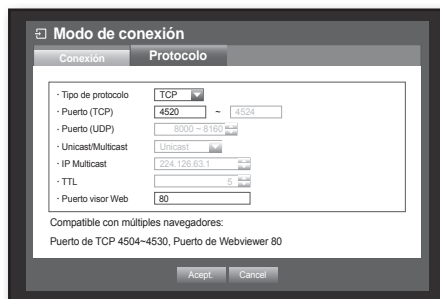 Modo de conexión
Conexión Protocolo
· Tipo de protocolo TCP
· Puerto (TCP) 4520 ~ 4524
· Puerto (UDP) 8000 ~ 8160
· Unicast/Multicast Unicast
· IP Multicast 224.126.63.1
· TTL 5
· Puerto visor Web 80
Compatible con múltiples navegadores:
Puerto de TCP 4504~4530, Puerto de Webviewer 80
Acept. Cancel